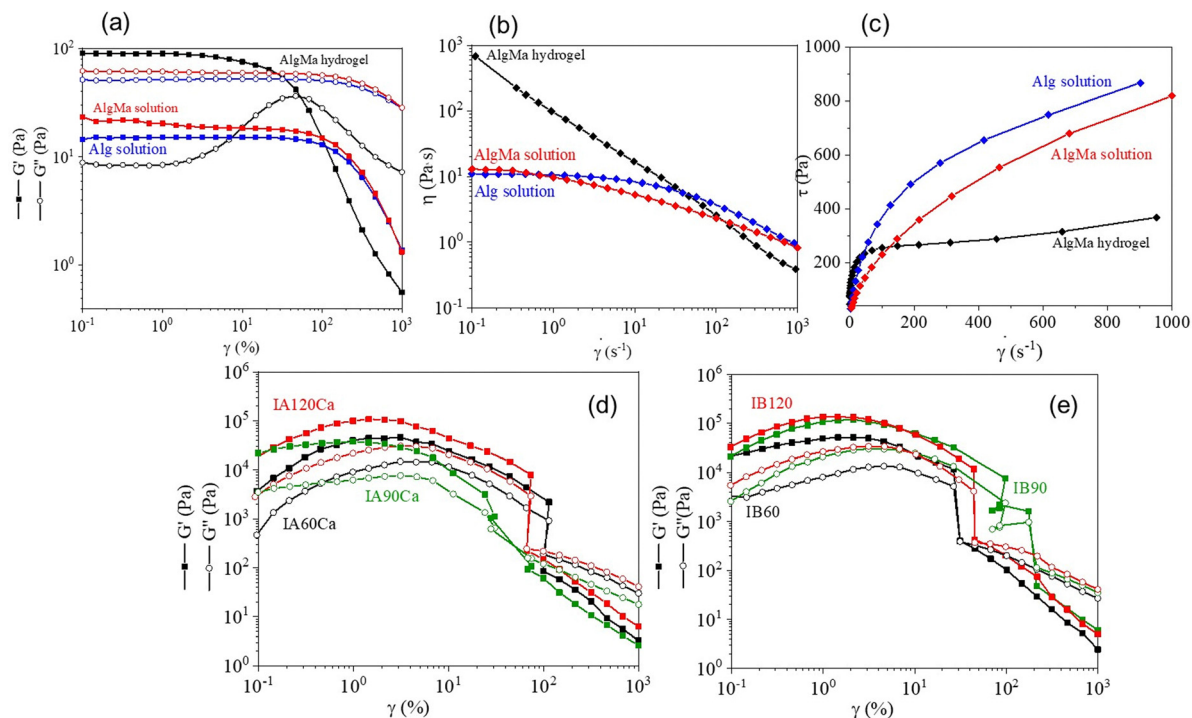 (a)
10²
10¹
10⁰
10⁻¹
10⁰
10¹
10²
10³
G' (Pa)
G'' (Pa)
γ (%)
AlgMa hydrogel
AlgMa solution
Alg solution
(b)
10³
10²
10¹
10⁰
10⁻¹
10⁻¹
10⁰
10¹
10²
10³
η (Pa·s)
γ̇ (s⁻¹)
AlgMa hydrogel
AlgMa solution
Alg solution
(c)
1000
800
600
400
200
0
200
400
600
800
1000
τ (Pa)
γ̇ (s⁻¹)
Alg solution
AlgMa solution
AlgMa hydrogel
(d)
10⁶
10⁵
10⁴
10³
10²
10¹
10⁰
10⁻¹
10⁰
10¹
10²
10³
G' (Pa)
G'' (Pa)
γ (%)
IA120Ca
IA90Ca
IA60Ca
(e)
10⁶
10⁵
10⁴
10³
10²
10¹
10⁰
10⁻¹
10⁰
10¹
10²
10³
G' (Pa)
G''(Pa)
γ (%)
IB120
IB90
IB60